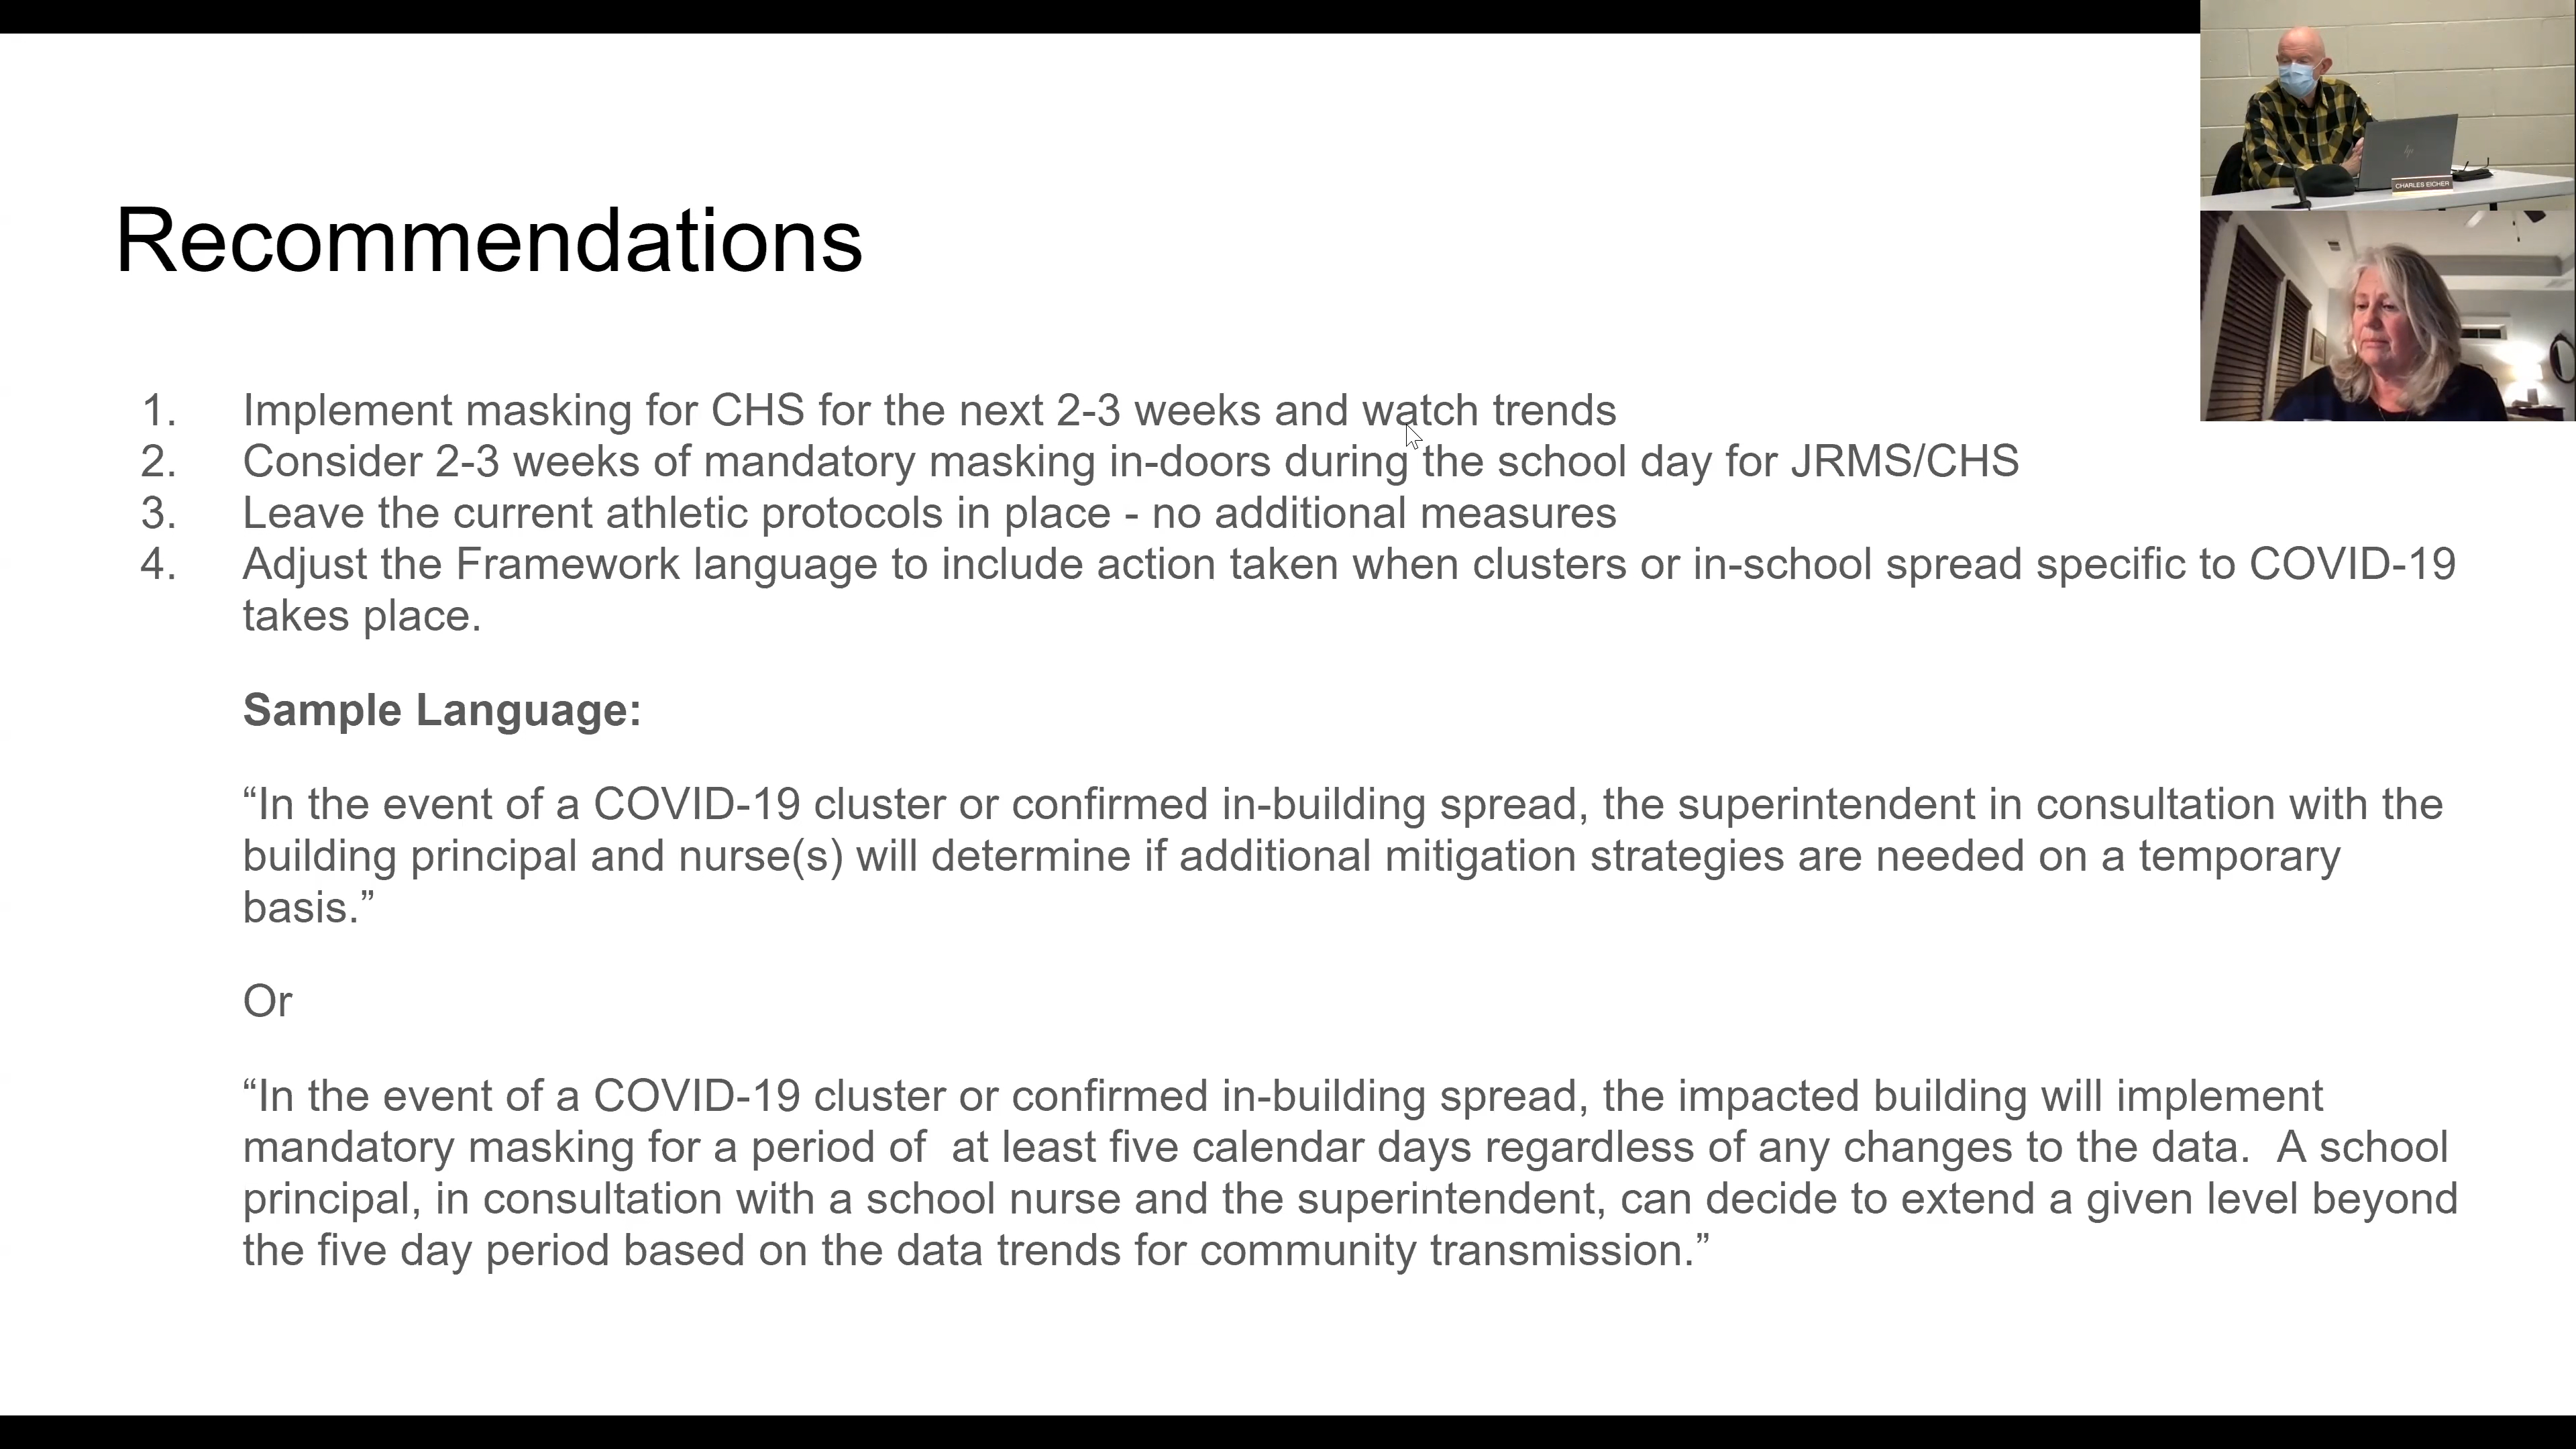 CHARLES EICHER
Recommendations
1. Implement masking for CHS for the next 2-3 weeks and watch trends
2. Consider 2-3 weeks of mandatory masking in-doors during the school day for JRMS/CHS
3. Leave the current athletic protocols in place - no additional measures
4. Adjust the Framework language to include action taken when clusters or in-school spread specific to COVID-19
takes place.
Sample Language:
“In the event of a COVID-19 cluster or confirmed in-building spread, the superintendent in consultation with the
building principal and nurse(s) will determine if additional mitigation strategies are needed on a temporary
basis.”
Or
“In the event of a COVID-19 cluster or confirmed in-building spread, the impacted building will implement
mandatory masking for a period of  at least five calendar days regardless of any changes to the data.  A school
principal, in consultation with a school nurse and the superintendent, can decide to extend a given level beyond
the five day period based on the data trends for community transmission.”